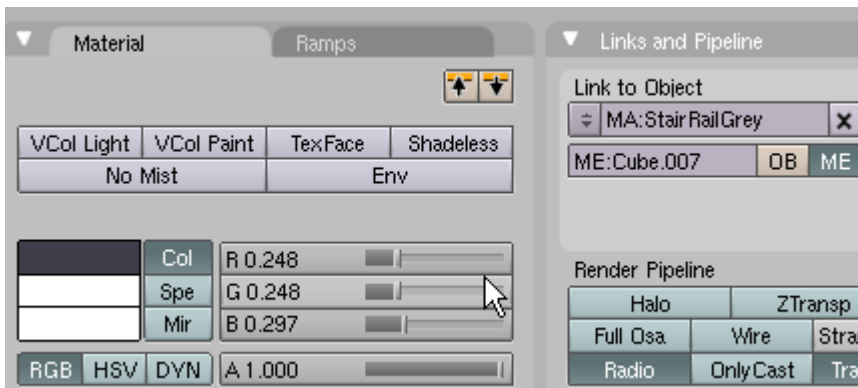 Material
Ramps
Links and Pipeline
Link to Object
MA:StairRailGrey
VCol Light VCol Paint TexFace Shadeless
ME:Cube.007 OB ME
No Mist Env
Col R 0.248
Render Pipeline
Spe G 0.248
Halo ZTransp
Mir B 0.297
Full Osa Wire Stra
RGB HSV DYN A 1.000
Radio OnlyCast Tra